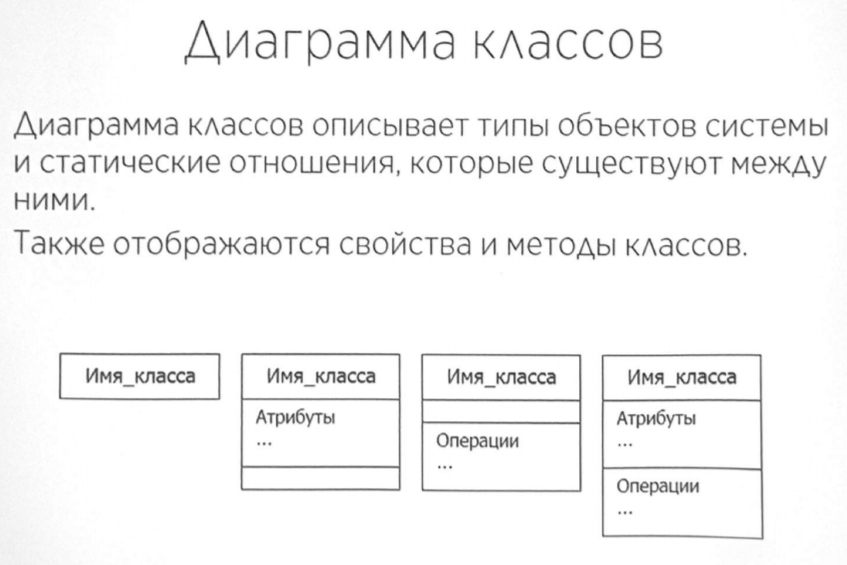 Диаграмма классов
Диаграмма классов описывает типы объектов системы
и статические отношения, которые существуют между
ними.
Также отображаются свойства и методы классов.
Имя_класса
Имя_класса
Атрибуты
...
Имя_класса
Операции
...
Имя_класса
Атрибуты
...
Операции
...